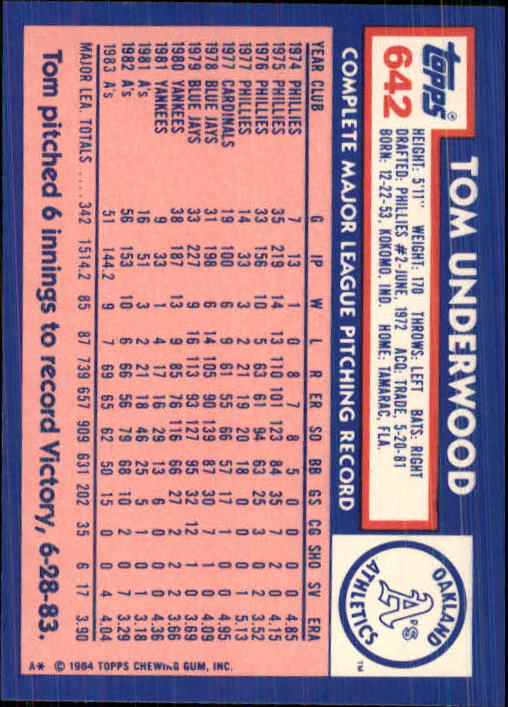 topps®
642
TOM UNDERWOOD
HEIGHT: 5'11" WEIGHT: 170 THROWS: LEFT BATS: RIGHT
DRAFTED: PHILLIES #2-JUNE, 1972 ACQ: TRADE, 5-20-81
BORN: 12-22-53, KOKOMO, IND. HOME: TAMARAC, FLA.
OAKLAND
A's
ATHLETICS
TM
COMPLETE MAJOR LEAGUE PITCHING RECORD
YEAR CLUB G IP W L R ER SO BB GS CG SHO SV ERA
1974 PHILLIES 7 13 1 0 8 7 8 5 0 0 0 0 4.85
1975 PHILLIES 35 219 14 13 110 101 123 84 35 7 2 0 4.15
1976 PHILLIES 33 156 10 5 63 61 94 63 25 3 0 2 3.52
1977 PHILLIES 14 33 3 2 21 19 20 18 0 0 0 1 5.13
1977 CARDINALS 19 100 6 9 61 55 66 57 17 1 0 0 4.95
1978 BLUE JAYS 31 198 6 14 105 90 139 87 30 7 1 0 4.09
1979 BLUE JAYS 33 227 9 16 113 93 127 95 32 12 1 0 3.69
1980 YANKEES 38 187 13 9 85 76 116 66 27 2 2 2 3.66
1981 YANKEES 9 33 1 4 17 16 29 13 6 0 0 0 4.36
1981 A's 16 51 3 2 21 18 46 25 5 1 0 1 3.18
1982 A's 56 153 10 6 66 56 79 68 10 2 0 7 3.29
1983 A's 51 144.2 9 7 69 65 62 50 15 0 0 4 4.04
MAJOR LEA. TOTALS .... 342 1514.2 85 87 739 657 909 631 202 35 6 17 3.90
Tom pitched 6 innings to record Victory, 6-28-83.
A* © 1984 TOPPS CHEWING GUM, INC.